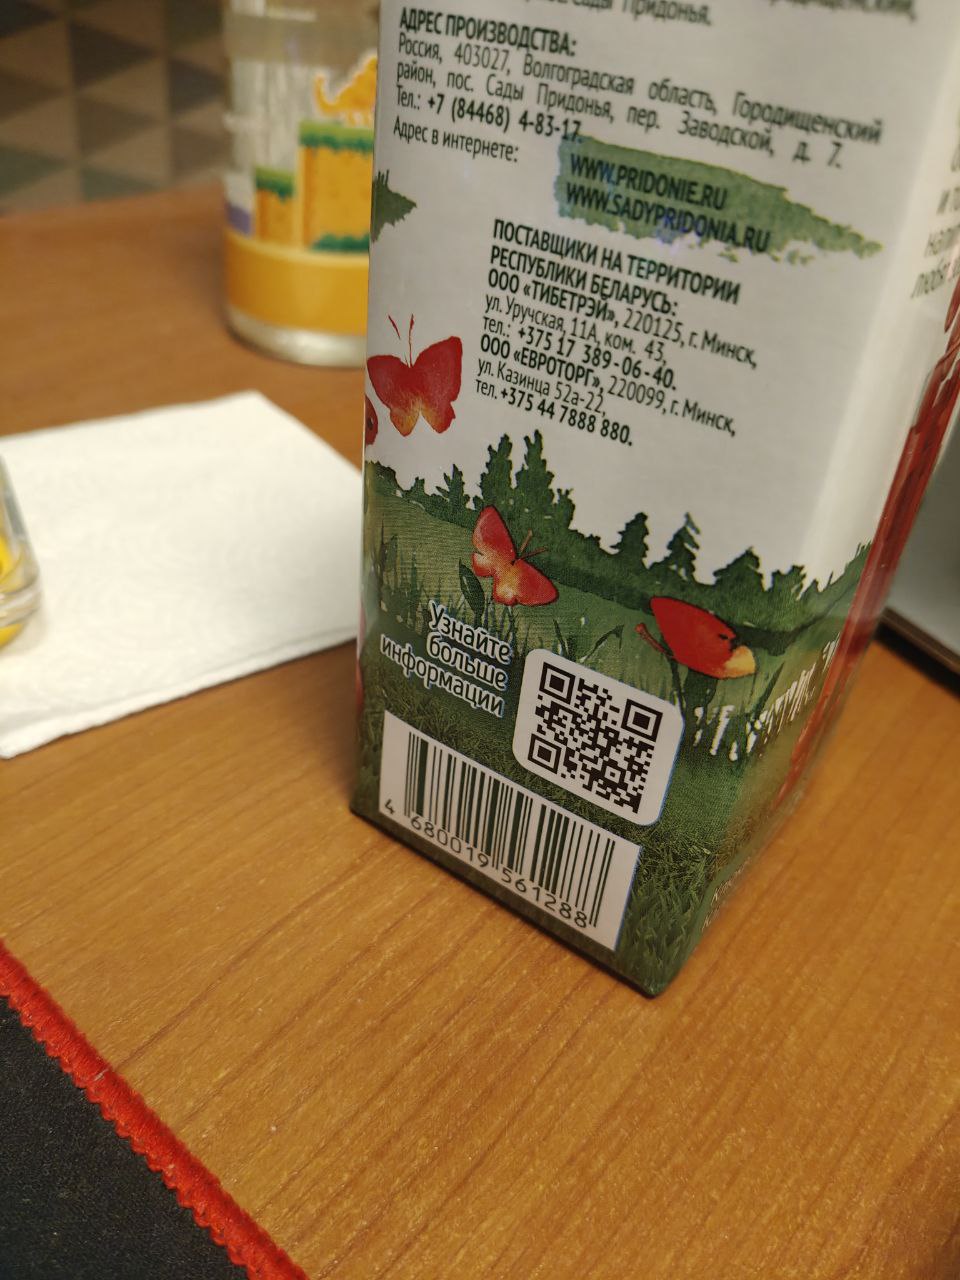 Сады Придонья.
АДРЕС ПРОИЗВОДСТВА:
Россия, 403027, Волгоградская область, Городищенский
район, пос. Сады Придонья, пер. Заводской, д. 7.
Тел.: +7 (84468) 4-83-17.
Адрес в интернете:
WWW.PRIDONIE.RU
WWW.SADYPRIDONIA.RU
ПОСТАВЩИКИ НА ТЕРРИТОРИИ
РЕСПУБЛИКИ БЕЛАРУСЬ:
ООО «ТИБЕТРЭЙ», 220125, г. Минск,
ул. Уручская, 11А, ком. 43,
тел.: +375 17 389-06-40.
ООО «ЕВРОТОРГ», 220099, г. Минск,
ул. Казинца 52а-22,
тел. +375 44 7888 880.
Узнайте
больше
информации
4 680019 561288